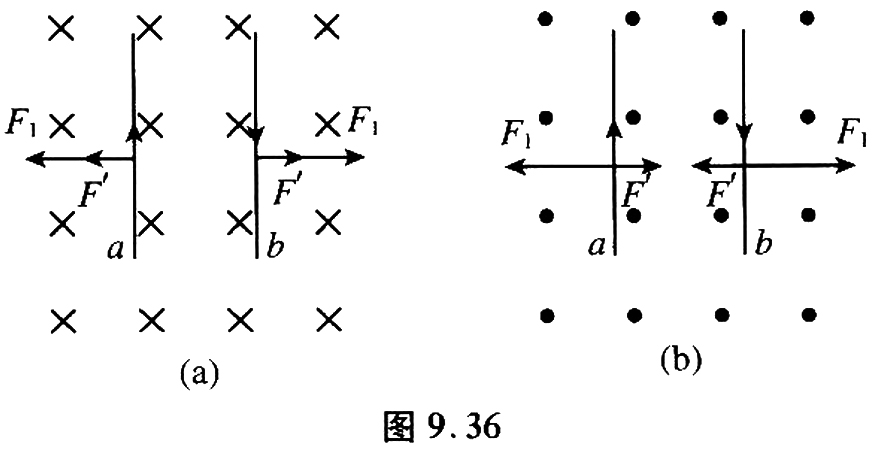 F₁ F₁ F₁ F₁
F′ F′ F′ F′
a b a b
(a) (b)
图 9.36